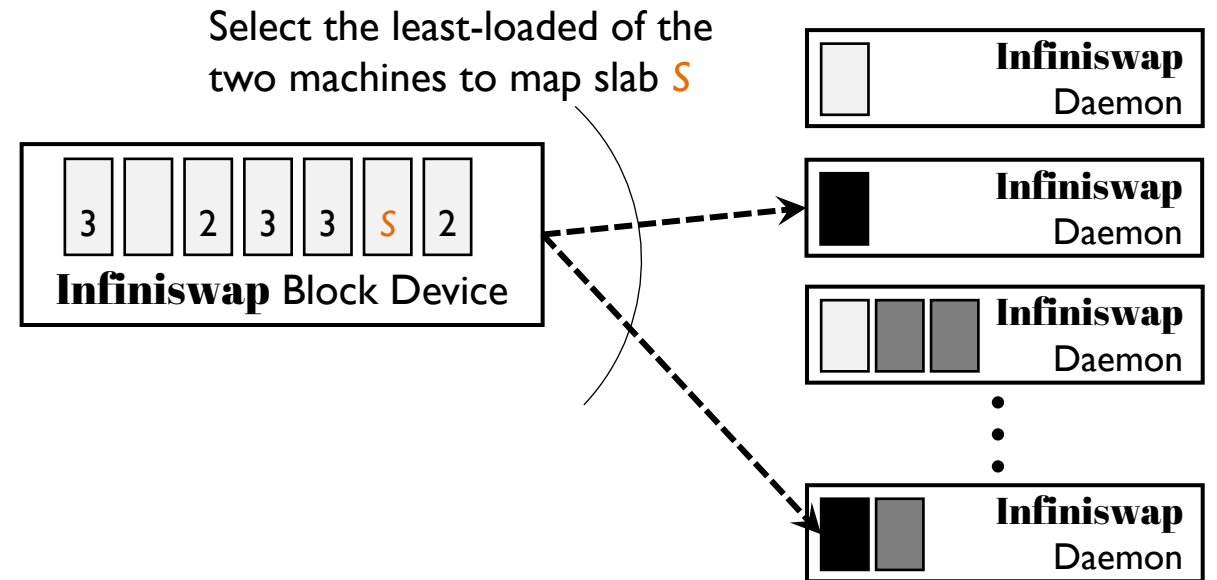 Select the least-loaded of the
two machines to map slab S
3 2 3 3 S 2
Infiniswap Block Device
Infiniswap
Daemon
Infiniswap
Daemon
Infiniswap
Daemon
Infiniswap
Daemon